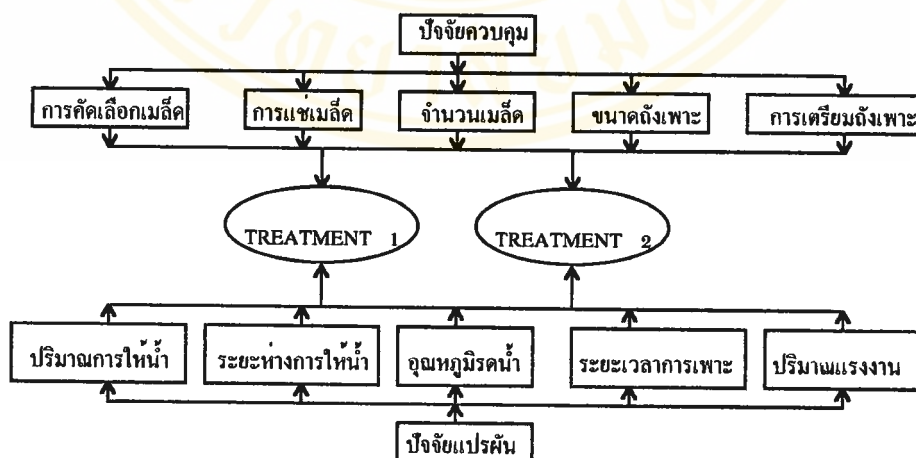 ปัจจัยควบคุม
การคัดเลือกเมล็ด การแช่เมล็ด จำนวนเมล็ด ขนาดถังเพาะ การเตรียมถังเพาะ
TREATMENT 1 TREATMENT 2
ปริมาณการให้น้ำ ระยะห่างการให้น้ำ อุณหภูมิรดน้ำ ระยะเวลาการเพาะ ปริมาณแรงงาน
ปัจจัยแปรผัน